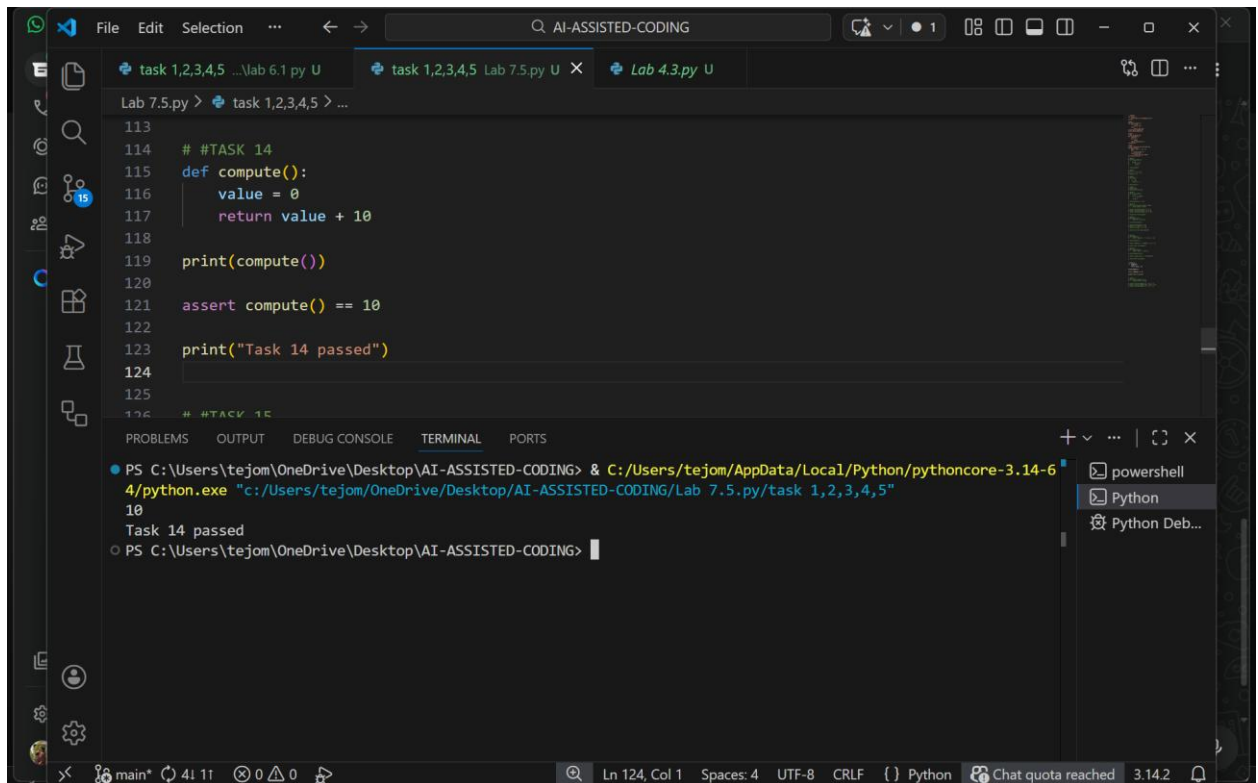 File Edit Selection ··· ← → AI-ASSISTED-CODING 1
task 1,2,3,4,5 ...\lab 6.1 py U task 1,2,3,4,5 Lab 7.5.py U × Lab 4.3.py U
Lab 7.5.py > task 1,2,3,4,5 > ...
113
114 # #TASK 14
115 def compute():
116 value = 0
117 return value + 10
118
119 print(compute())
120
121 assert compute() == 10
122
123 print("Task 14 passed")
124
125
126 # #TASK 15
PROBLEMS OUTPUT DEBUG CONSOLE TERMINAL PORTS
PS C:\Users\tejom\OneDrive\Desktop\AI-ASSISTED-CODING> & C:/Users/tejom/AppData/Local/Python/pythoncore-3.14-6
4/python.exe "c:/Users/tejom/OneDrive/Desktop/AI-ASSISTED-CODING/Lab 7.5.py/task 1,2,3,4,5"
10
Task 14 passed
PS C:\Users\tejom\OneDrive\Desktop\AI-ASSISTED-CODING>
powershell
Python
Python Deb...
15
main* 4↓ 1↑ 0 0 Ln 124, Col 1 Spaces: 4 UTF-8 CRLF { } Python Chat quota reached 3.14.2